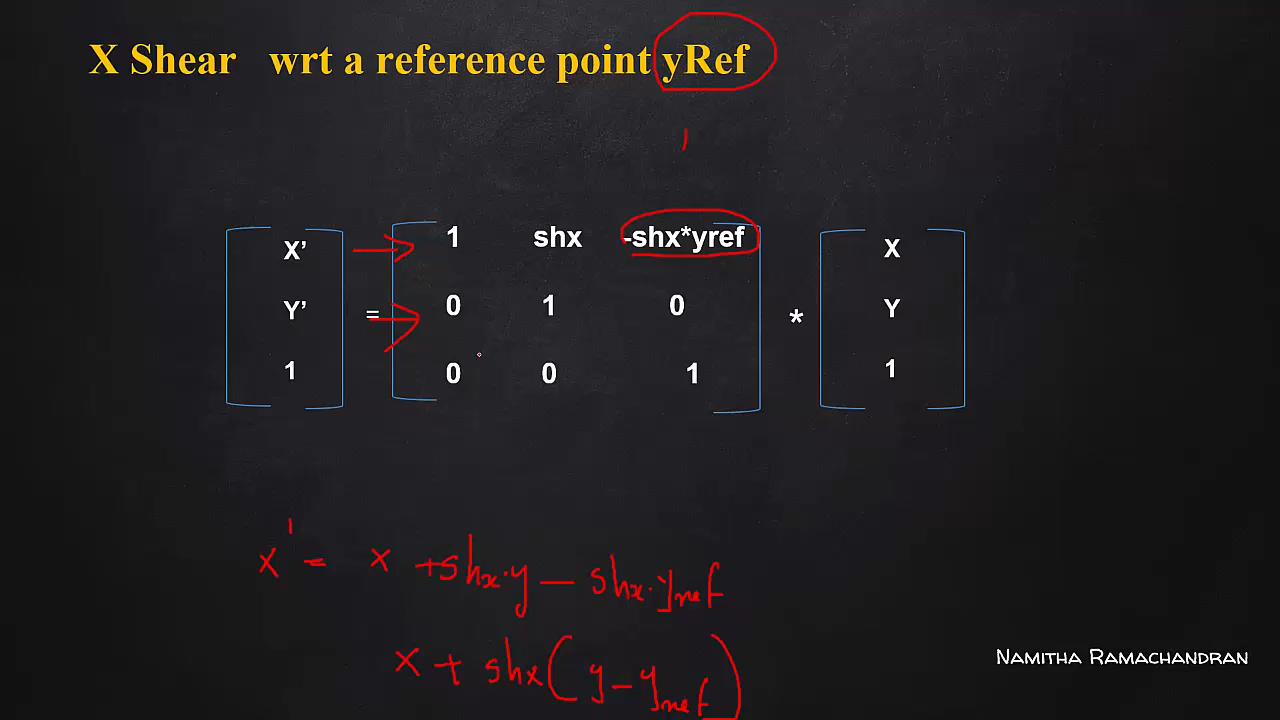 X Shear wrt a reference point yRef
X’ 1 shx -shx*yref X
Y’ = 0 1 0 * Y
1 0 0 1 1
x' = x + shx.y - shx.yref
x + shx(y - yref)
Namitha Ramachandran